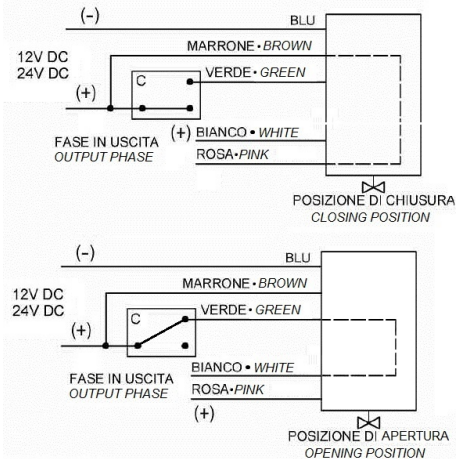 (-)
BLU
MARRONE • BROWN
12V DC
24V DC
C
VERDE • GREEN
(+)
FASE IN USCITA
OUTPUT PHASE
(+) BIANCO • WHITE
ROSA•PINK
POSIZIONE DI CHIUSURA
CLOSING POSITION
(-)
BLU
MARRONE • BROWN
12V DC
24V DC
C
VERDE • GREEN
(+)
FASE IN USCITA
OUTPUT PHASE
BIANCO • WHITE
ROSA•PINK
(+)
POSIZIONE DI APERTURA
OPENING POSITION